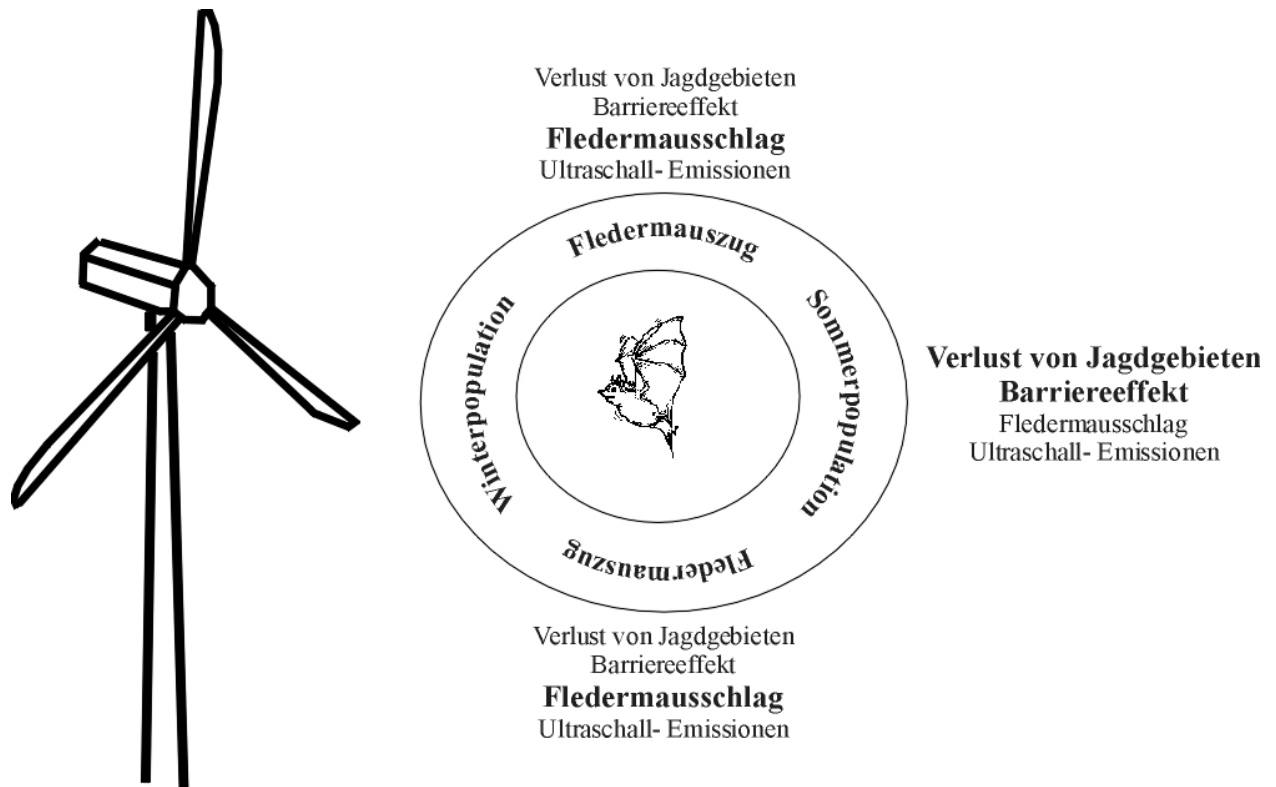 Verlust von Jagdgebieten
Barriereeffekt
Fledermausschlag
Ultraschall- Emissionen
Fledermauszug
Winterpopulation
Sommerpopulation
Verlust von Jagdgebieten
Barriereeffekt
Fledermausschlag
Ultraschall- Emissionen
Fledermauszug
Verlust von Jagdgebieten
Barriereeffekt
Fledermausschlag
Ultraschall- Emissionen